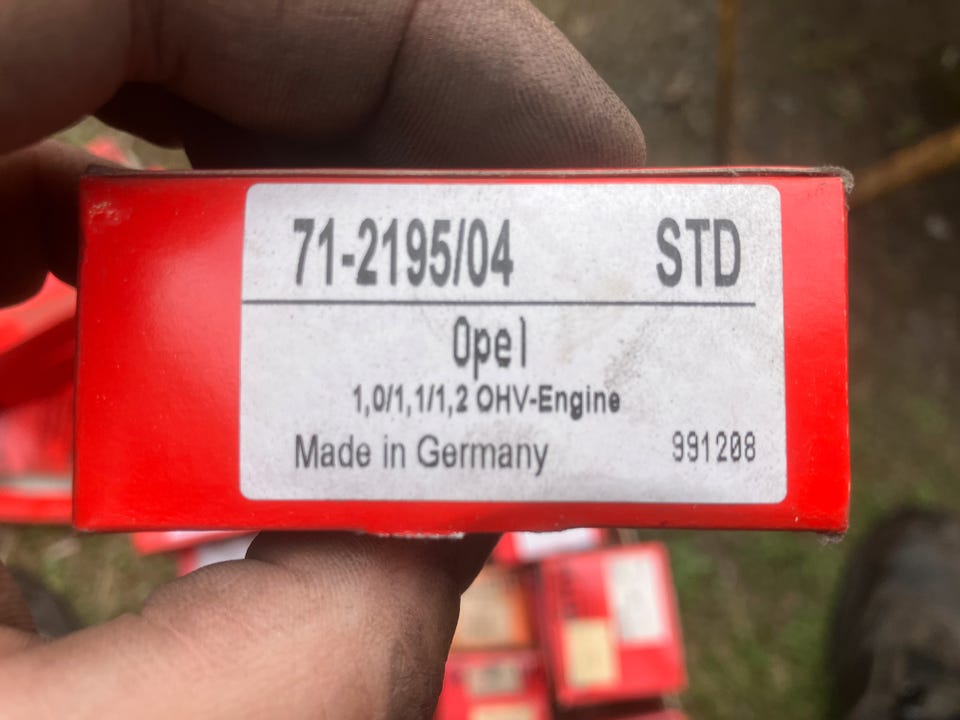 71-2195/04 STD
Opel
1,0/1,1/1,2 OHV-Engine
Made in Germany 991208